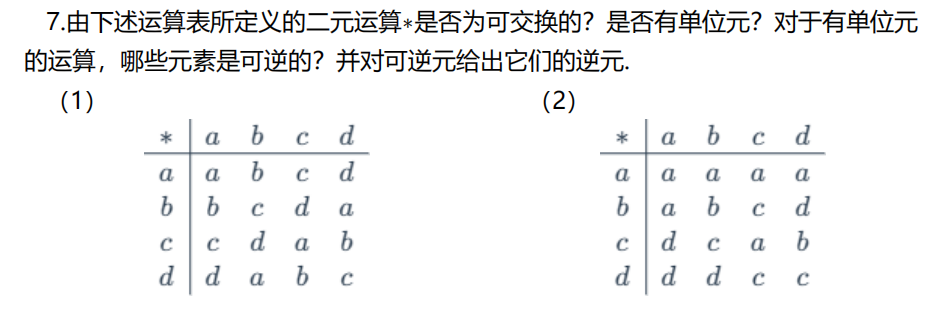 7.由下述运算表所定义的二元运算*是否为可交换的？是否有单位元？对于有单位元
的运算，哪些元素是可逆的？并对可逆元给出它们的逆元.
（1） （2）
* a b c d * a b c d
a a b c d a a a a a
b b c d a b a b c d
c c d a b c d c a b
d d a b c d d d c c